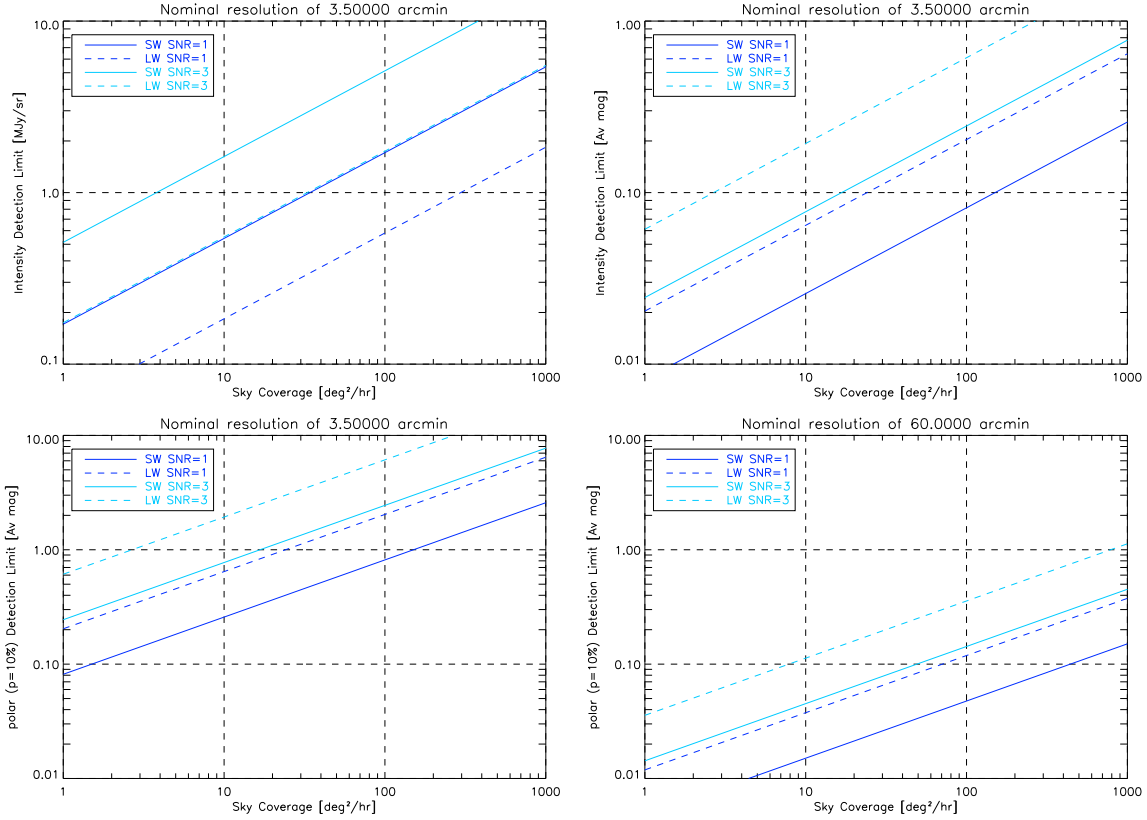 Nominal resolution of 3.50000 arcmin
SW SNR=1
LW SNR=1
SW SNR=3
LW SNR=3
Intensity Detection Limit [MJy/sr]
10.0
1.0
0.1
1 10 100 1000
Sky Coverage [deg²/hr]
Nominal resolution of 3.50000 arcmin
SW SNR=1
LW SNR=1
SW SNR=3
LW SNR=3
Intensity Detection Limit [Av mag]
1.00
0.10
0.01
1 10 100 1000
Sky Coverage [deg²/hr]
Nominal resolution of 3.50000 arcmin
SW SNR=1
LW SNR=1
SW SNR=3
LW SNR=3
polar (p=10%) Detection Limit [Av mag]
10.00
1.00
0.10
0.01
1 10 100 1000
Sky Coverage [deg²/hr]
Nominal resolution of 60.0000 arcmin
SW SNR=1
LW SNR=1
SW SNR=3
LW SNR=3
polar (p=10%) Detection Limit [Av mag]
10.00
1.00
0.10
0.01
1 10 100 1000
Sky Coverage [deg²/hr]